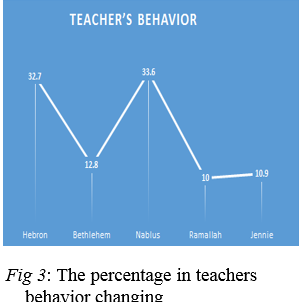 TEACHER'S BEHAVIOR
33.6
32.7
12.8
10
10.9
Hebron Bethlehem Nablus Ramallah Jennie
Fig 3: The percentage in teachers
behavior changing